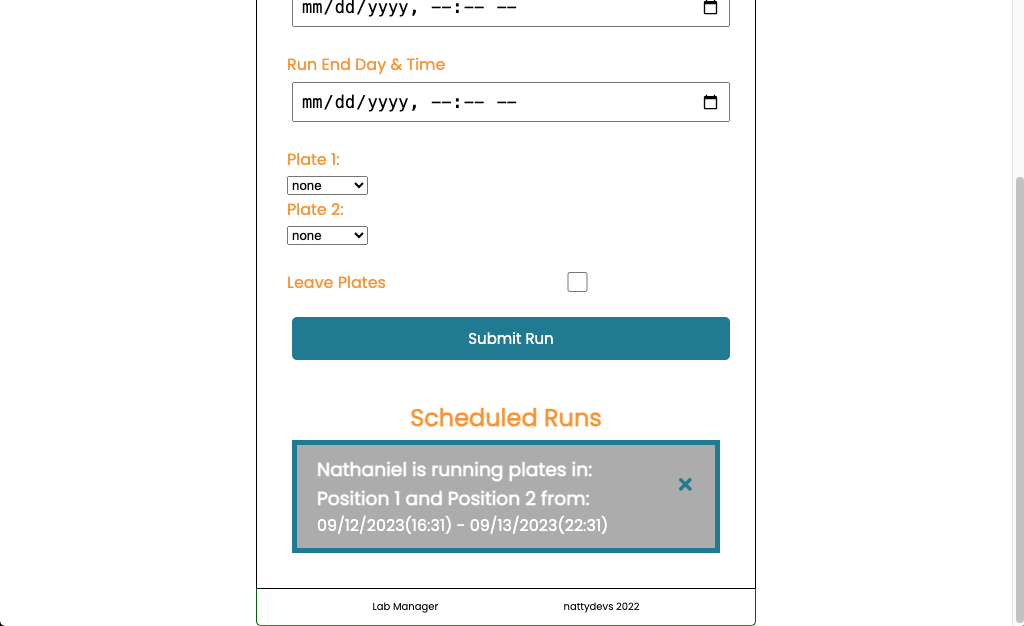 mm/dd/yyyy, --:-- --
Run End Day & Time
mm/dd/yyyy, --:-- --
Plate 1:
none
Plate 2:
none
Leave Plates
Submit Run
Scheduled Runs
Nathaniel is running plates in:
Position 1 and Position 2 from:
09/12/2023(16:31) - 09/13/2023(22:31)
Lab Manager nattydevs 2022